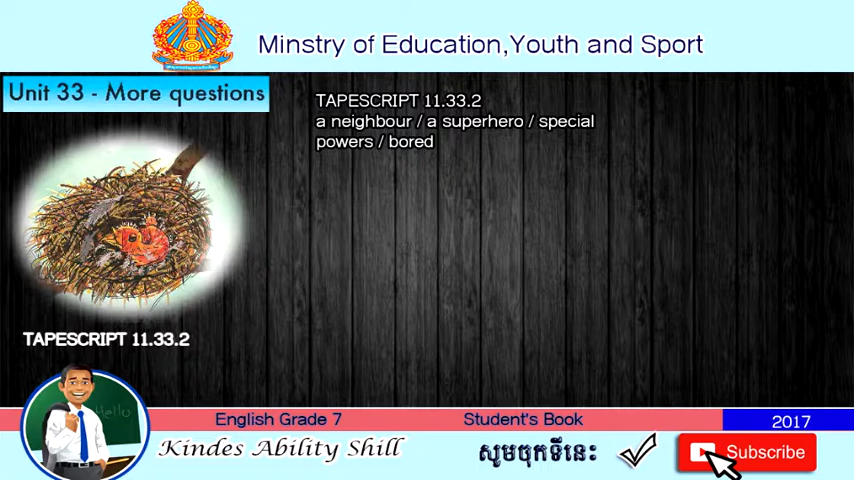 Minstry of Education,Youth and Sport
Unit 33 - More questions
TAPESCRIPT 11.33.2
a neighbour / a superhero / special
powers / bored
TAPESCRIPT 11.33.2
Hello
English Grade 7
Student's Book
2017
Kindes Ability Shill
សូមចុកទីនេះ
Subscribe